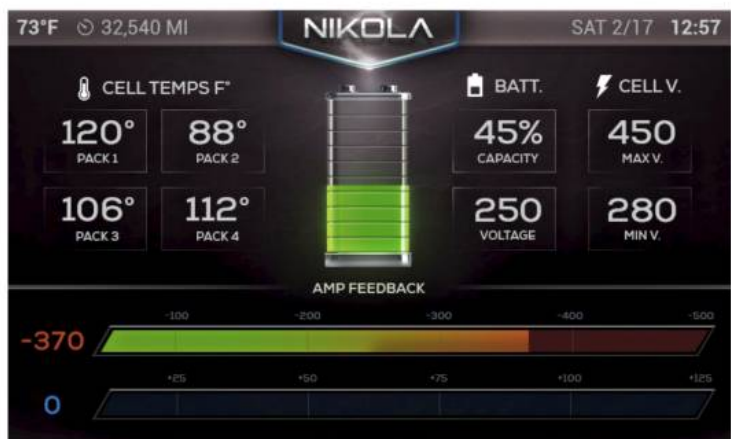 73°F 32,540 MI NIKOLA SAT 2/17 12:57
CELL TEMPS F° BATT. CELL V.
120° 88° 45% 450
PACK 1 PACK 2 CAPACITY MAX V.
106° 112° 250 280
PACK 3 PACK 4 VOLTAGE MIN V.
AMP FEEDBACK
-100 -200 -300 -400 -500
-370
+25 +50 +75 +100 +125
0